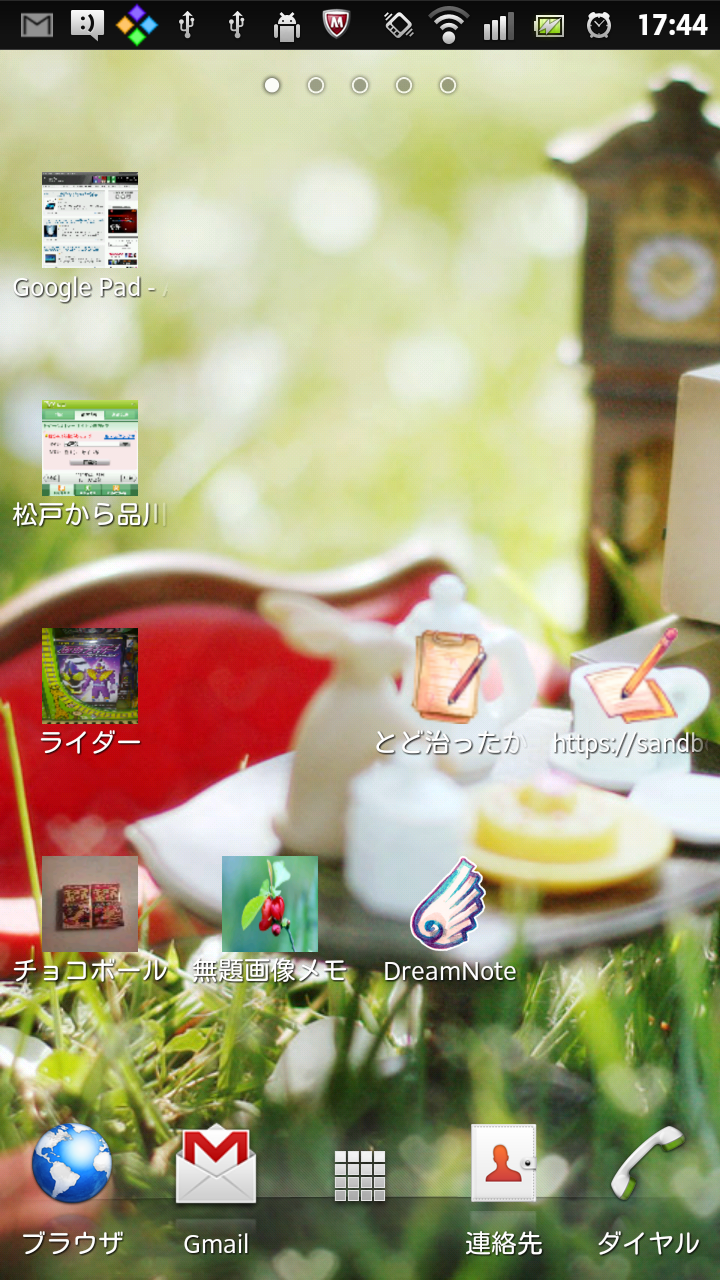 17:44
Google Pad -
松戸から品川
ライダー
とど治ったか
https://sandb
チョコボール
無題画像メモ
DreamNote
ブラウザ
Gmail
連絡先
ダイヤル